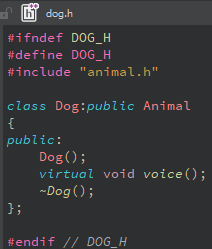 dog.h
#ifndef DOG_H
#define DOG_H
#include "animal.h"
class Dog:public Animal
{
public:
    Dog();
    virtual void voice();
    ~Dog();
};
#endif // DOG_H